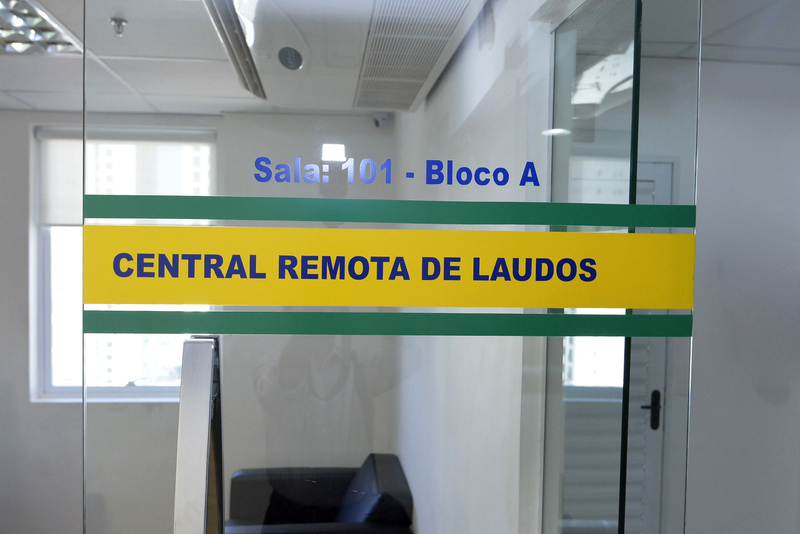 Sala: 101 - Bloco A
CENTRAL REMOTA DE LAUDOS